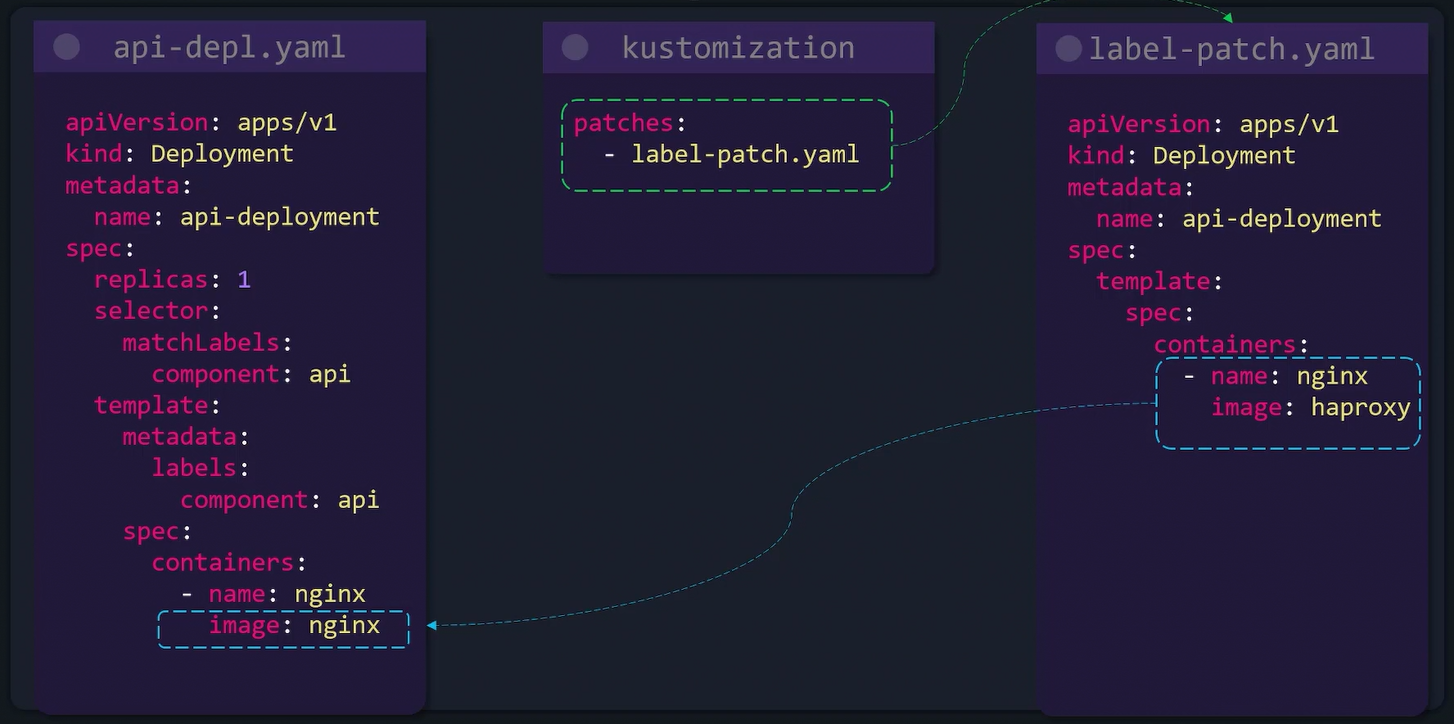 api-depl.yaml
apiVersion: apps/v1
kind: Deployment
metadata:
  name: api-deployment
spec:
  replicas: 1
  selector:
    matchLabels:
      component: api
  template:
    metadata:
      labels:
        component: api
    spec:
      containers:
        - name: nginx
          image: nginx
kustomization
patches:
  - label-patch.yaml
label-patch.yaml
apiVersion: apps/v1
kind: Deployment
metadata:
  name: api-deployment
spec:
  template:
    spec:
      containers:
        - name: nginx
          image: haproxy